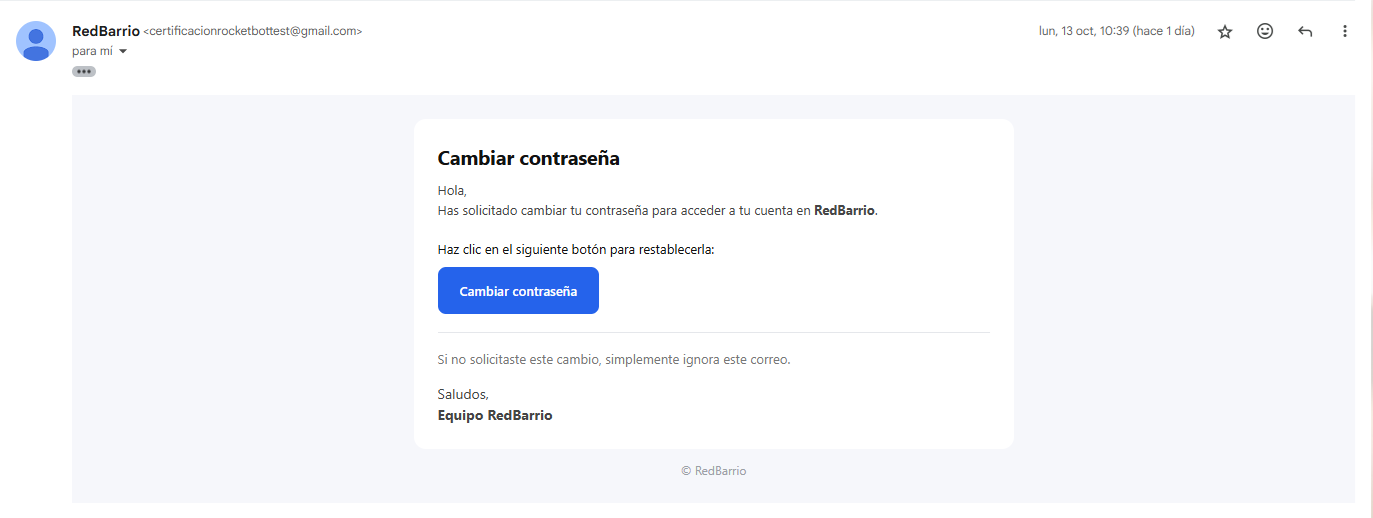 RedBarrio <certificacionrocketbottest@gmail.com>
lun, 13 oct, 10:39 (hace 1 día)
para mí
Cambiar contraseña
Hola,
Has solicitado cambiar tu contraseña para acceder a tu cuenta en RedBarrio.
Haz clic en el siguiente botón para restablecerla:
Cambiar contraseña
Si no solicitaste este cambio, simplemente ignora este correo.
Saludos,
Equipo RedBarrio
© RedBarrio